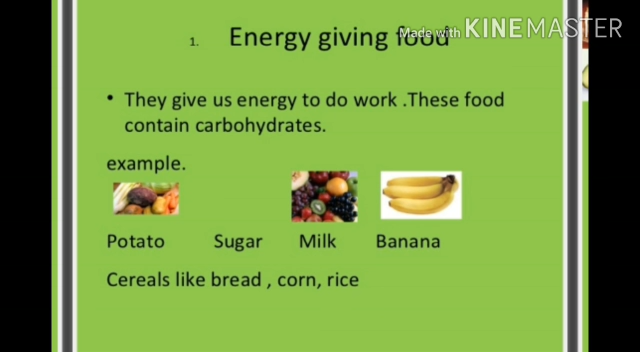 Made with KINEMASTER
1. Energy giving food
• They give us energy to do work .These food
contain carbohydrates.
example.
Potato Sugar Milk Banana
Cereals like bread , corn, rice